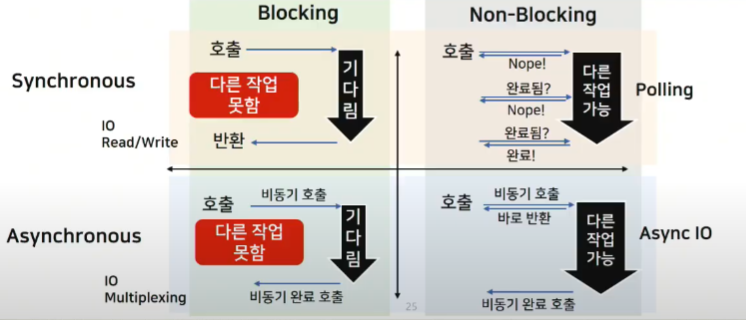 Blocking
Non-Blocking
Synchronous
IO
Read/Write
호출
다른 작업
못함
반환
기
다
림
호출
Nope!
완료됨?
Nope!
완료됨?
완료!
다른
작업
가능
Polling
Asynchronous
IO
Multiplexing
호출
비동기 호출
다른 작업
못함
기
다
림
비동기 완료 호출
호출
비동기 호출
바로 반환
다른
작업
가능
비동기 완료 호출
Async IO
25